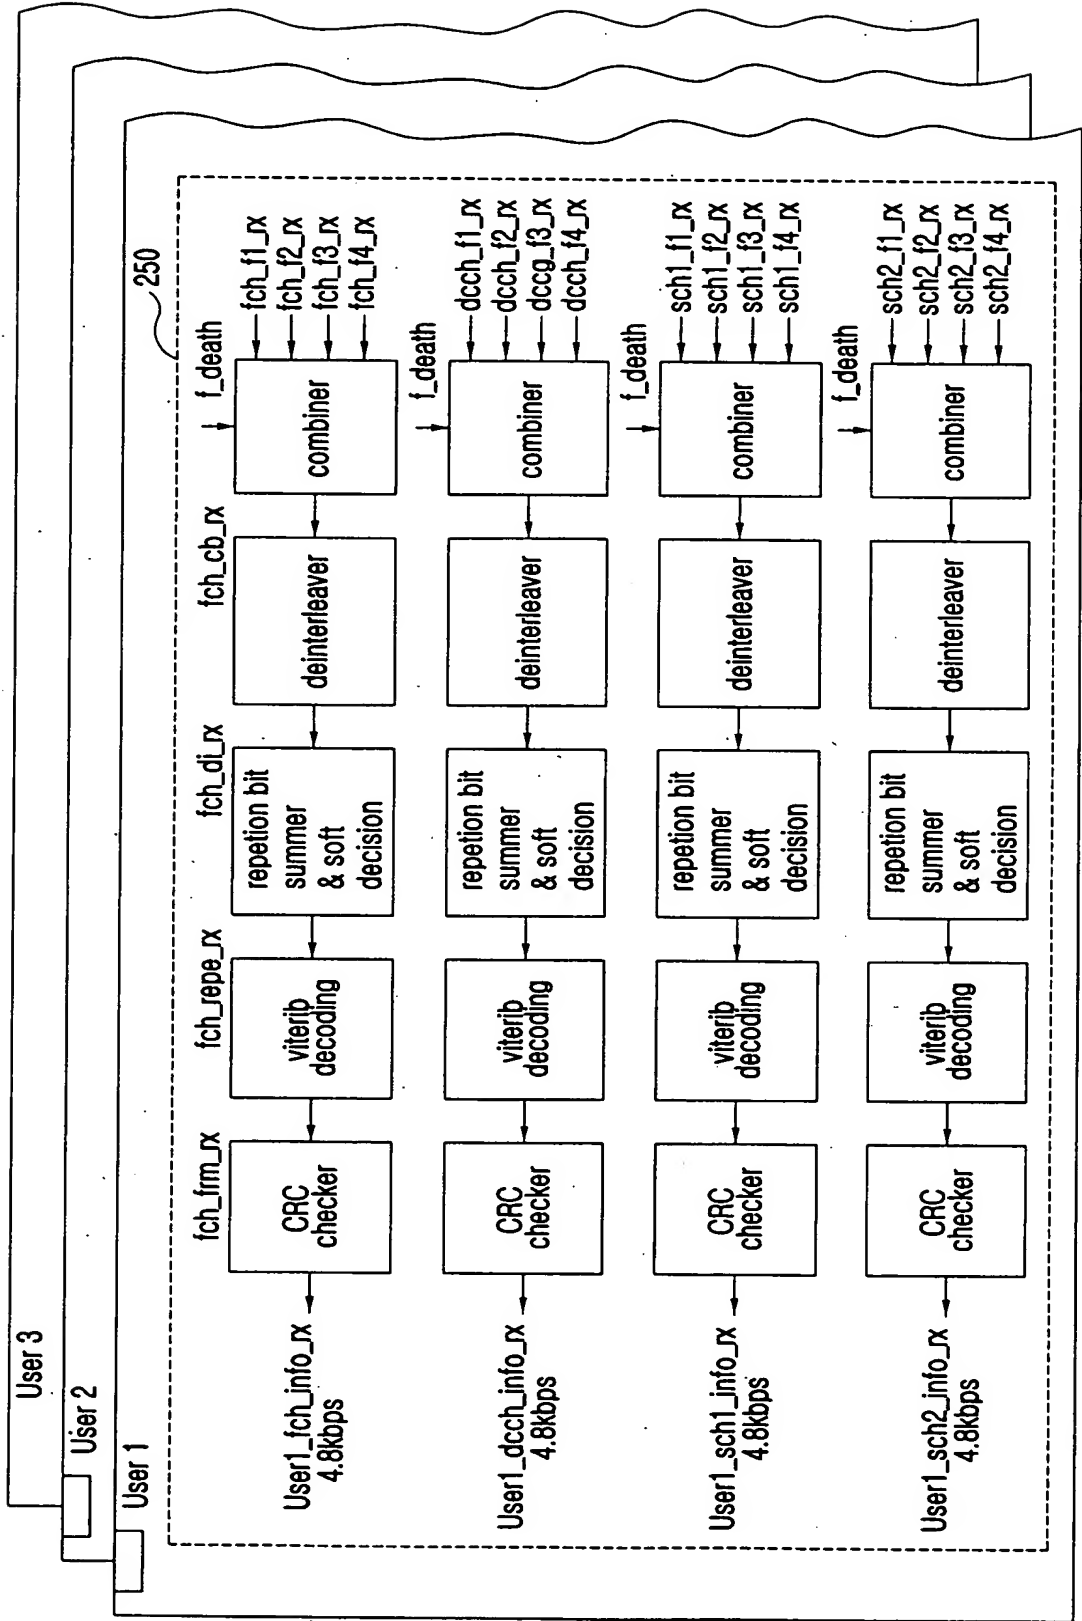 User 3
User 2
User 1
250
f_death
fch_f1_rx
fch_f2_rx
fch_f3_rx
fch_f4_rx
combiner
fch_cb_rx
deinterleaver
fch_di_rx
repetion bit
summer
& soft
decision
fch_repe_rx
viterib
decoding
fch_frm_rx
CRC
checker
User1_fch_info_rx
4.8kbps
f_death
dcch_f1_rx
dcch_f2_rx
dccg_f3_rx
dcch_f4_rx
combiner
deinterleaver
repetion bit
summer
& soft
decision
viterib
decoding
CRC
checker
User1_dcch_info_rx
4.8kbps
f_death
sch1_f1_rx
sch1_f2_rx
sch1_f3_rx
sch1_f4_rx
combiner
deinterleaver
repetion bit
summer
& soft
decision
viterib
decoding
CRC
checker
User1_sch1_info_rx
4.8kbps
f_death
sch2_f1_rx
sch2_f2_rx
sch2_f3_rx
sch2_f4_rx
combiner
deinterleaver
repetion bit
summer
& soft
decision
viterib
decoding
CRC
checker
User1_sch2_info_rx
4.8kbps